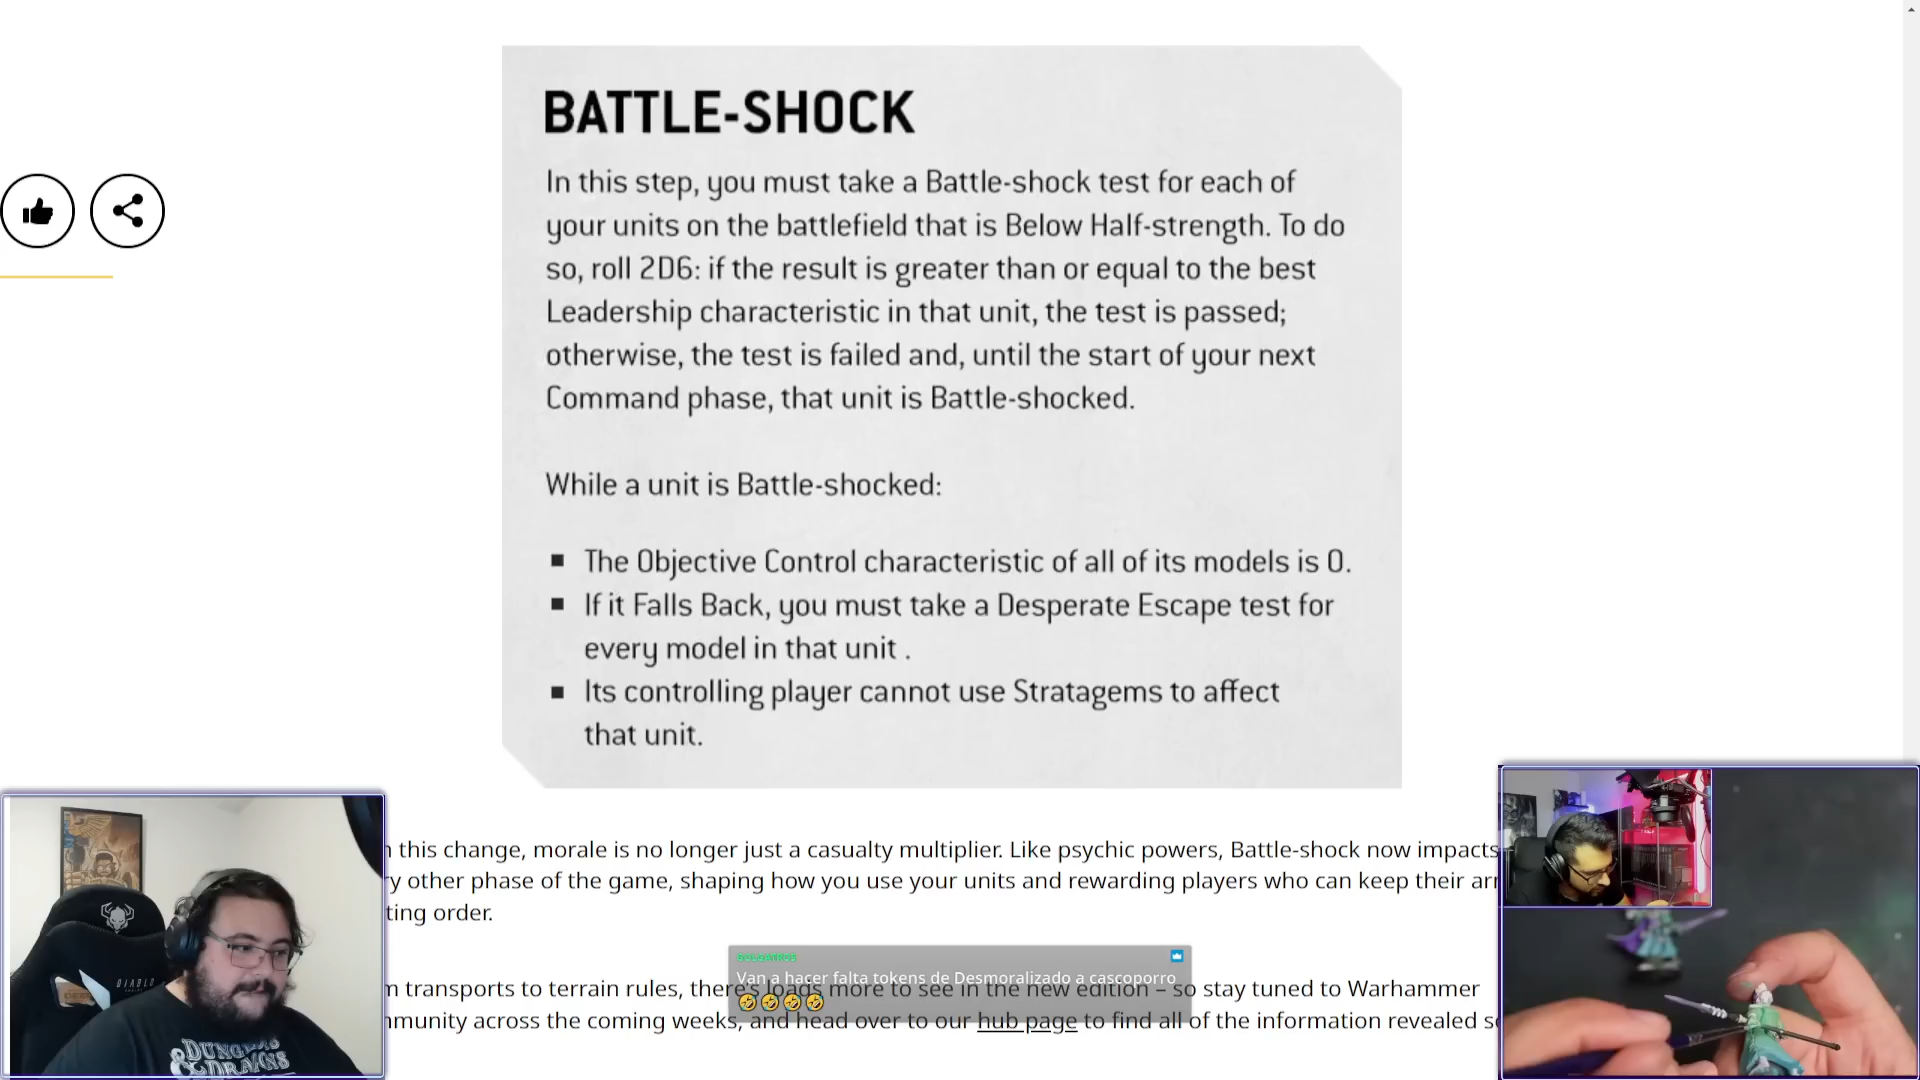 BATTLE-SHOCK
In this step, you must take a Battle-shock test for each of
your units on the battlefield that is Below Half-strength. To do
so, roll 2D6: if the result is greater than or equal to the best
Leadership characteristic in that unit, the test is passed;
otherwise, the test is failed and, until the start of your next
Command phase, that unit is Battle-shocked.
While a unit is Battle-shocked:
■ The Objective Control characteristic of all of its models is 0.
■ If it Falls Back, you must take a Desperate Escape test for
every model in that unit .
■ Its controlling player cannot use Stratagems to affect
that unit.
this change, morale is no longer just a casualty multiplier. Like psychic powers, Battle-shock now impacts
other phase of the game, shaping how you use your units and rewarding players who can keep their
ting order.
Van a hacer falta tokens de Desmoralizado a cascoporro
🤣🤣🤣🤣
transports to terrain rules, there's loads more to see in the new edition – so stay tuned to Warhammer
mmunity across the coming weeks, and head over to our hub page to find all of the information revealed
DIABLO
DUNGEONS
& DRAGONS